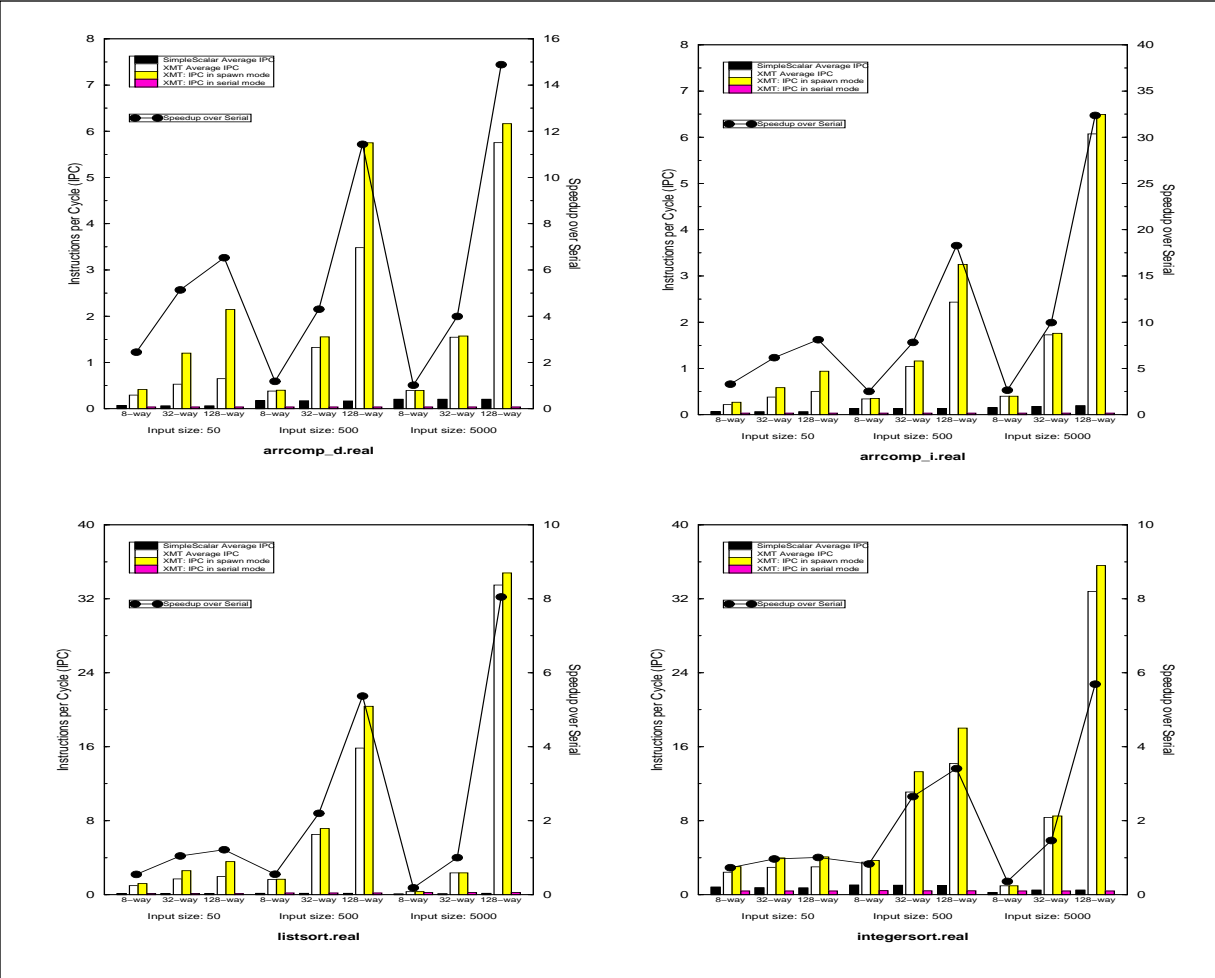 8
7
6
5
4
3
2
1
0
Instructions per Cycle (IPC)
SimpleScalar Average IPC
XMT Average IPC
XMT: IPC in spawn mode
XMT: IPC in serial mode
Speedup over Serial
16
14
12
10
8
6
4
2
0
Speedup over Serial
8-way 32-way 128-way 8-way 32-way 128-way 8-way 32-way 128-way
Input size: 50 Input size: 500 Input size: 5000
arrcomp_d.real
8
7
6
5
4
3
2
1
0
Instructions per Cycle (IPC)
SimpleScalar Average IPC
XMT Average IPC
XMT: IPC in spawn mode
XMT: IPC in serial mode
Speedup over Serial
40
35
30
25
20
15
10
5
0
Speedup over Serial
8-way 32-way 128-way 8-way 32-way 128-way 8-way 32-way 128-way
Input size: 50 Input size: 500 Input size: 5000
arrcomp_i.real
40
32
24
16
8
0
Instructions per Cycle (IPC)
SimpleScalar Average IPC
XMT Average IPC
XMT: IPC in spawn mode
XMT: IPC in serial mode
Speedup over Serial
10
8
6
4
2
0
Speedup over Serial
8-way 32-way 128-way 8-way 32-way 128-way 8-way 32-way 128-way
Input size: 50 Input size: 500 Input size: 5000
listsort.real
40
32
24
16
8
0
Instructions per Cycle (IPC)
SimpleScalar Average IPC
XMT Average IPC
XMT: IPC in spawn mode
XMT: IPC in serial mode
Speedup over Serial
10
8
6
4
2
0
Speedup over Serial
8-way 32-way 128-way 8-way 32-way 128-way 8-way 32-way 128-way
Input size: 50 Input size: 500 Input size: 5000
integersort.real